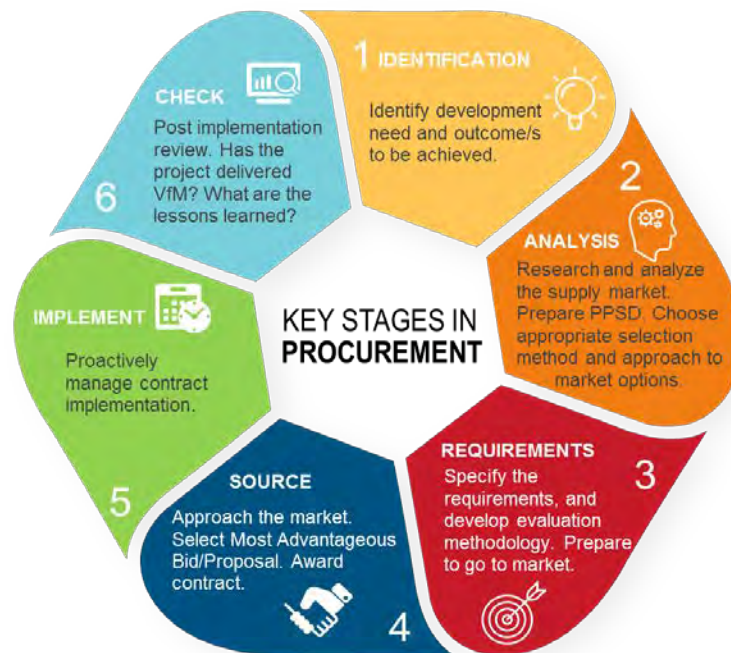 KEY STAGES IN
PROCUREMENT
1 IDENTIFICATION
Identify development
need and outcome/s
to be achieved.
2
ANALYSIS
Research and analyze
the supply market.
Prepare PPSD. Choose
appropriate selection
method and approach to
market options.
3
REQUIREMENTS
Specify the
requirements, and
develop evaluation
methodology. Prepare
to go to market.
4
SOURCE
Approach the market.
Select Most Advantageous
Bid/Proposal. Award
contract.
5
IMPLEMENT
Proactively
manage contract
implementation.
6
CHECK
Post implementation
review. Has the
project delivered
VfM? What are the
lessons learned?